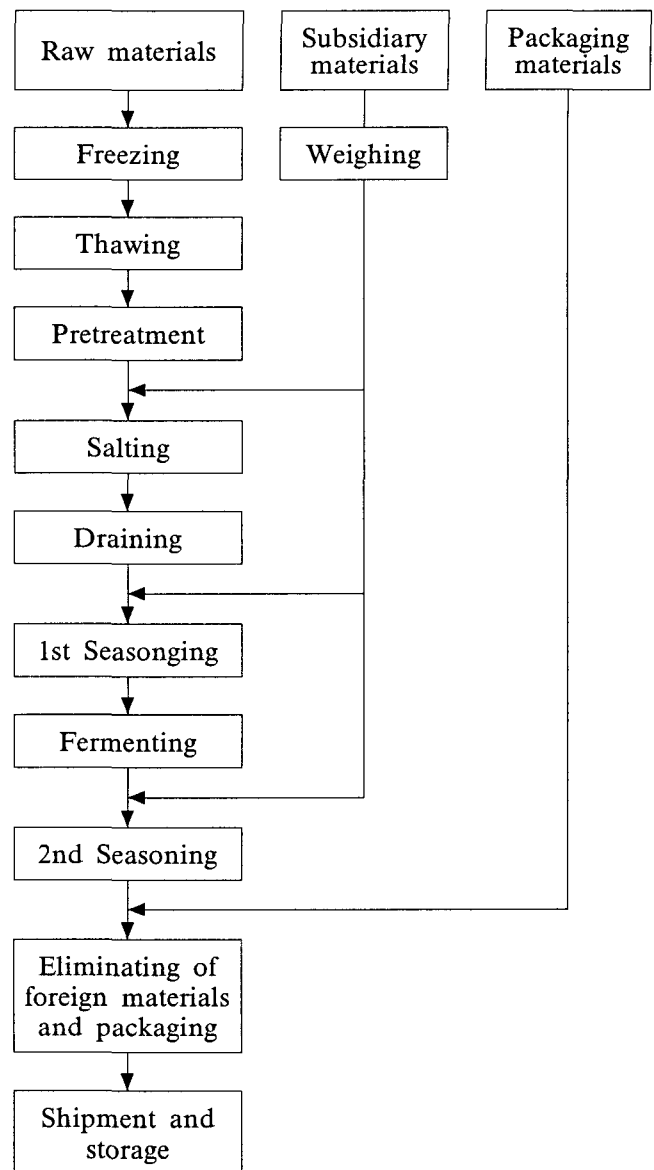 Raw materials
Subsidiary
materials
Packaging
materials
Freezing
Weighing
Thawing
Pretreatment
Salting
Draining
1st Seasonging
Fermenting
2nd Seasoning
Eliminating of
foreign materials
and packaging
Shipment and
storage